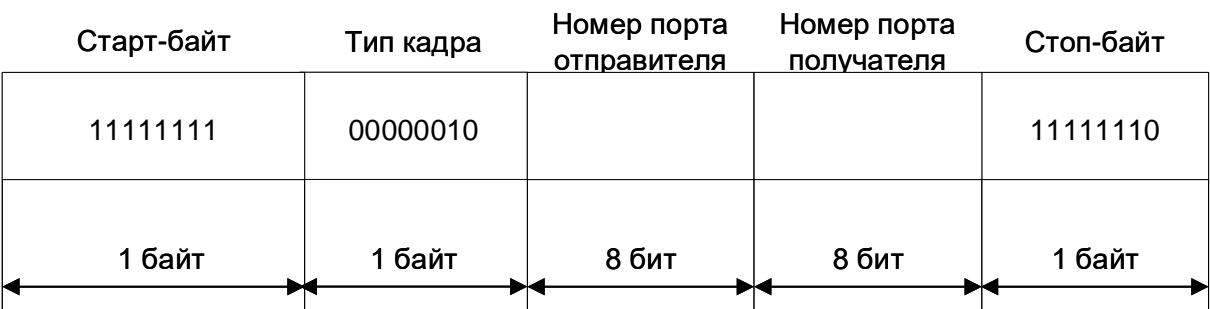 Старт-байт
Тип кадра
Номер порта
отправителя
Номер порта
получателя
Стоп-байт
11111111
00000010
11111110
1 байт
1 байт
8 бит
8 бит
1 байт